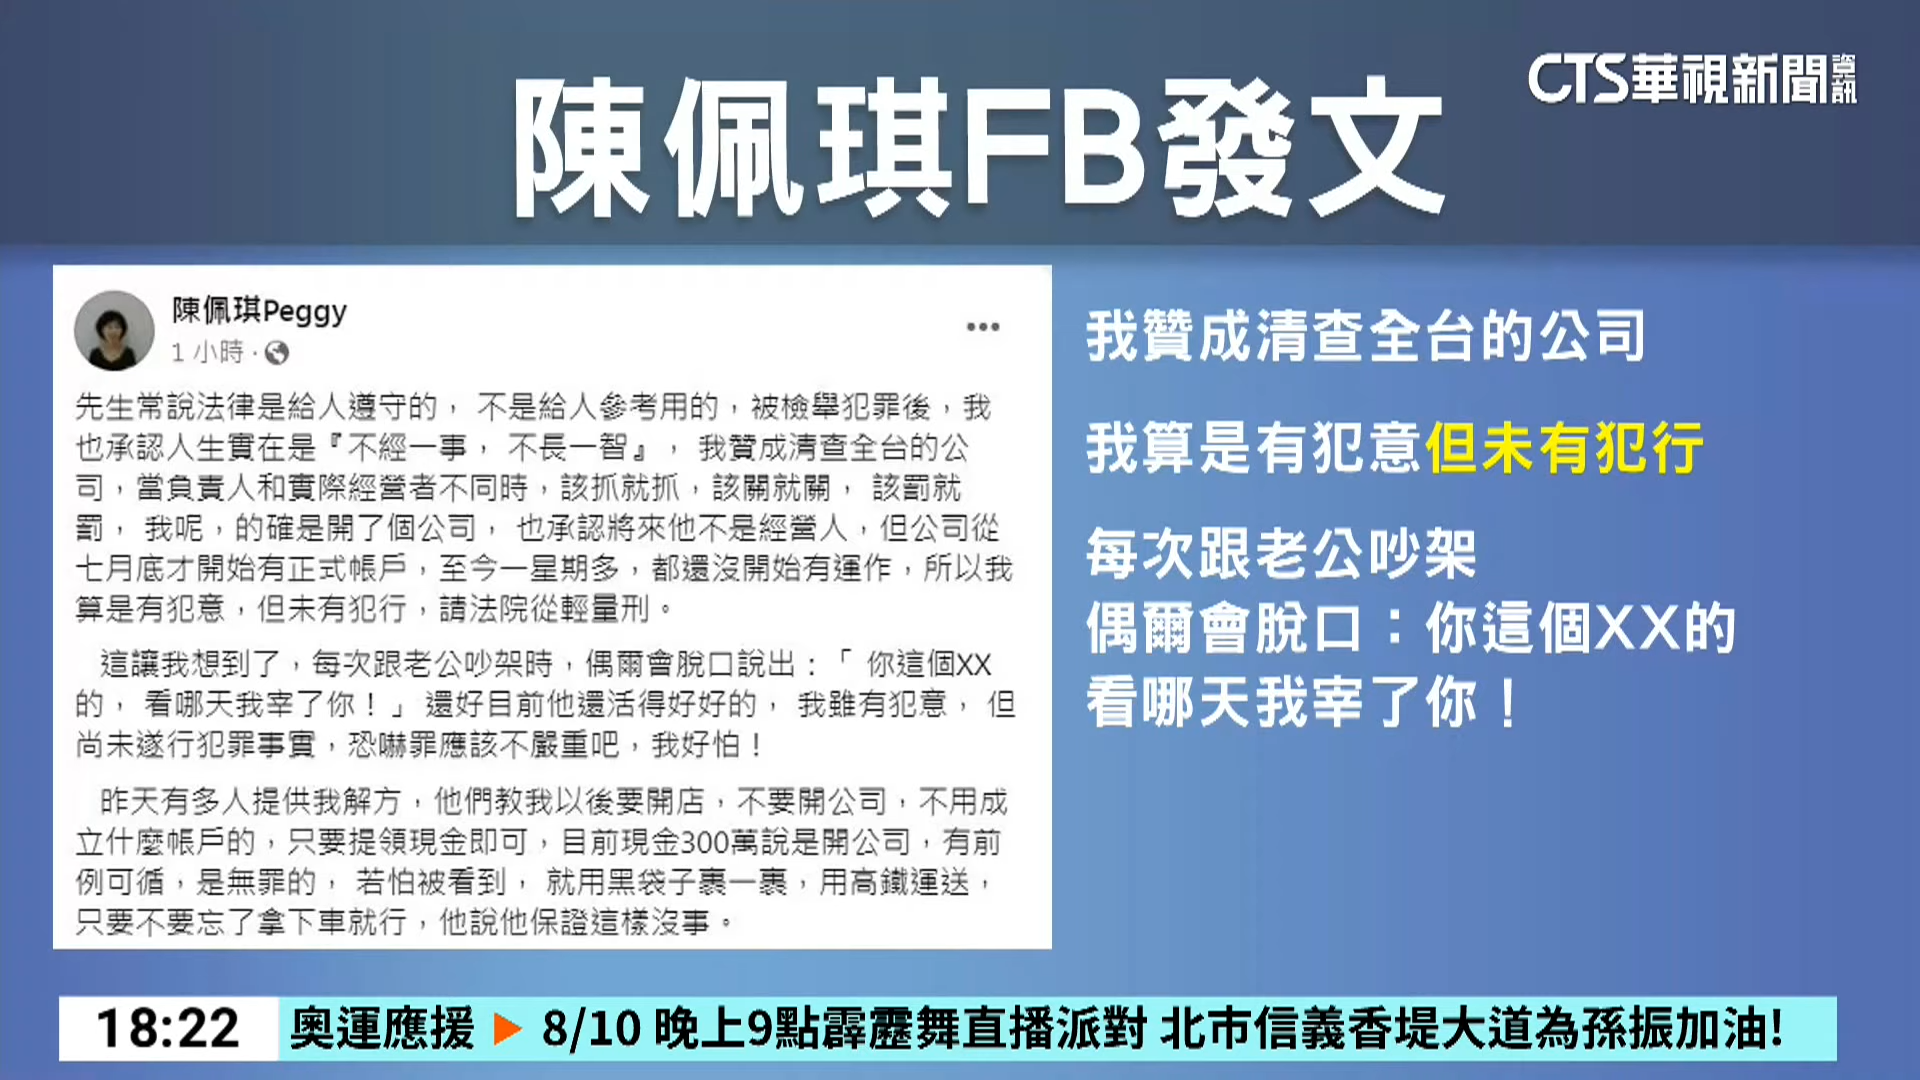 陳佩琪FB發文
CTS華視新聞資訊
陳佩琪Peggy
1 小時
先生常說法律是給人遵守的， 不是給人參考用的，被檢舉犯罪後，我
也承認人生實在是『不經一事， 不長一智』， 我贊成清查全台的公
司，當負責人和實際經營者不同時，該抓就抓，該關就關， 該罰就
罰， 我呢，的確是開了個公司， 也承認將來他不是經營人，但公司從
七月底才開始有正式帳戶，至今一星期多，都還沒開始有運作，所以我
算是有犯意，但未有犯行，請法院從輕量刑。
這讓我想到了，每次跟老公吵架時，偶爾會脫口說出：「 你這個XX
的， 看哪天我宰了你！」 還好目前他還活得好好的， 我雖有犯意， 但
尚未遂行犯罪事實，恐嚇罪應該不嚴重吧，我好怕！
昨天有多人提供我解方，他們教我以後要開店，不要開公司，不用成
立什麼帳戶的，只要提領現金即可，目前現金300萬說是開公司，有前
例可循，是無罪的， 若怕被看到， 就用黑袋子裹一裹，用高鐵運送，
只要不要忘了拿下車就行，他說他保證這樣沒事。
我贊成清查全台的公司
我算是有犯意但未有犯行
每次跟老公吵架
偶爾會脫口：你這個XX的
看哪天我宰了你！
18:22 奧運應援 ▶ 8/10 晚上9點霹靂舞直播派對 北市信義香堤大道為孫振加油!